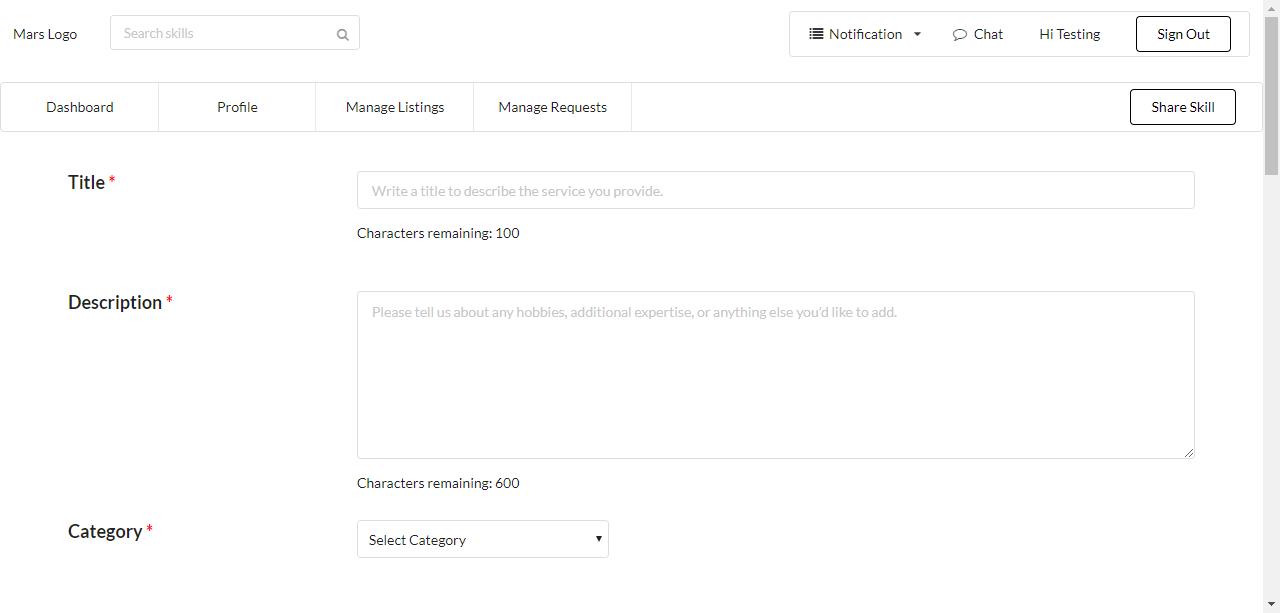 Mars Logo Search skills Notification Chat Hi Testing Sign Out
Dashboard Profile Manage Listings Manage Requests Share Skill
Title *
Write a title to describe the service you provide.
Characters remaining: 100
Description *
Please tell us about any hobbies, additional expertise, or anything else you'd like to add.
Characters remaining: 600
Category *
Select Category